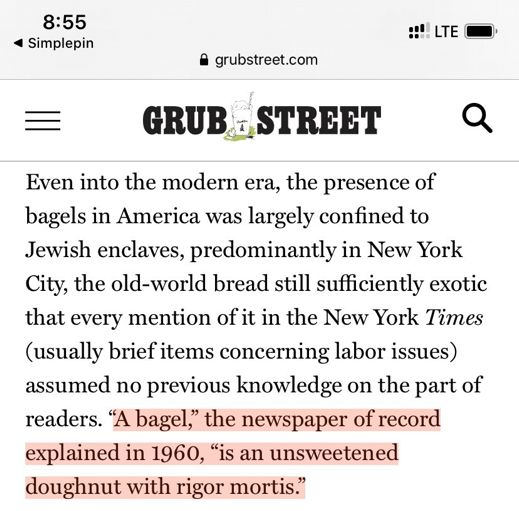 8:55
LTE
◀ Simplepin
grubstreet.com
GRUB STREET
Even into the modern era, the presence of
bagels in America was largely confined to
Jewish enclaves, predominantly in New York
City, the old-world bread still sufficiently exotic
that every mention of it in the New York Times
(usually brief items concerning labor issues)
assumed no previous knowledge on the part of
readers. “A bagel,” the newspaper of record
explained in 1960, “is an unsweetened
doughnut with rigor mortis.”